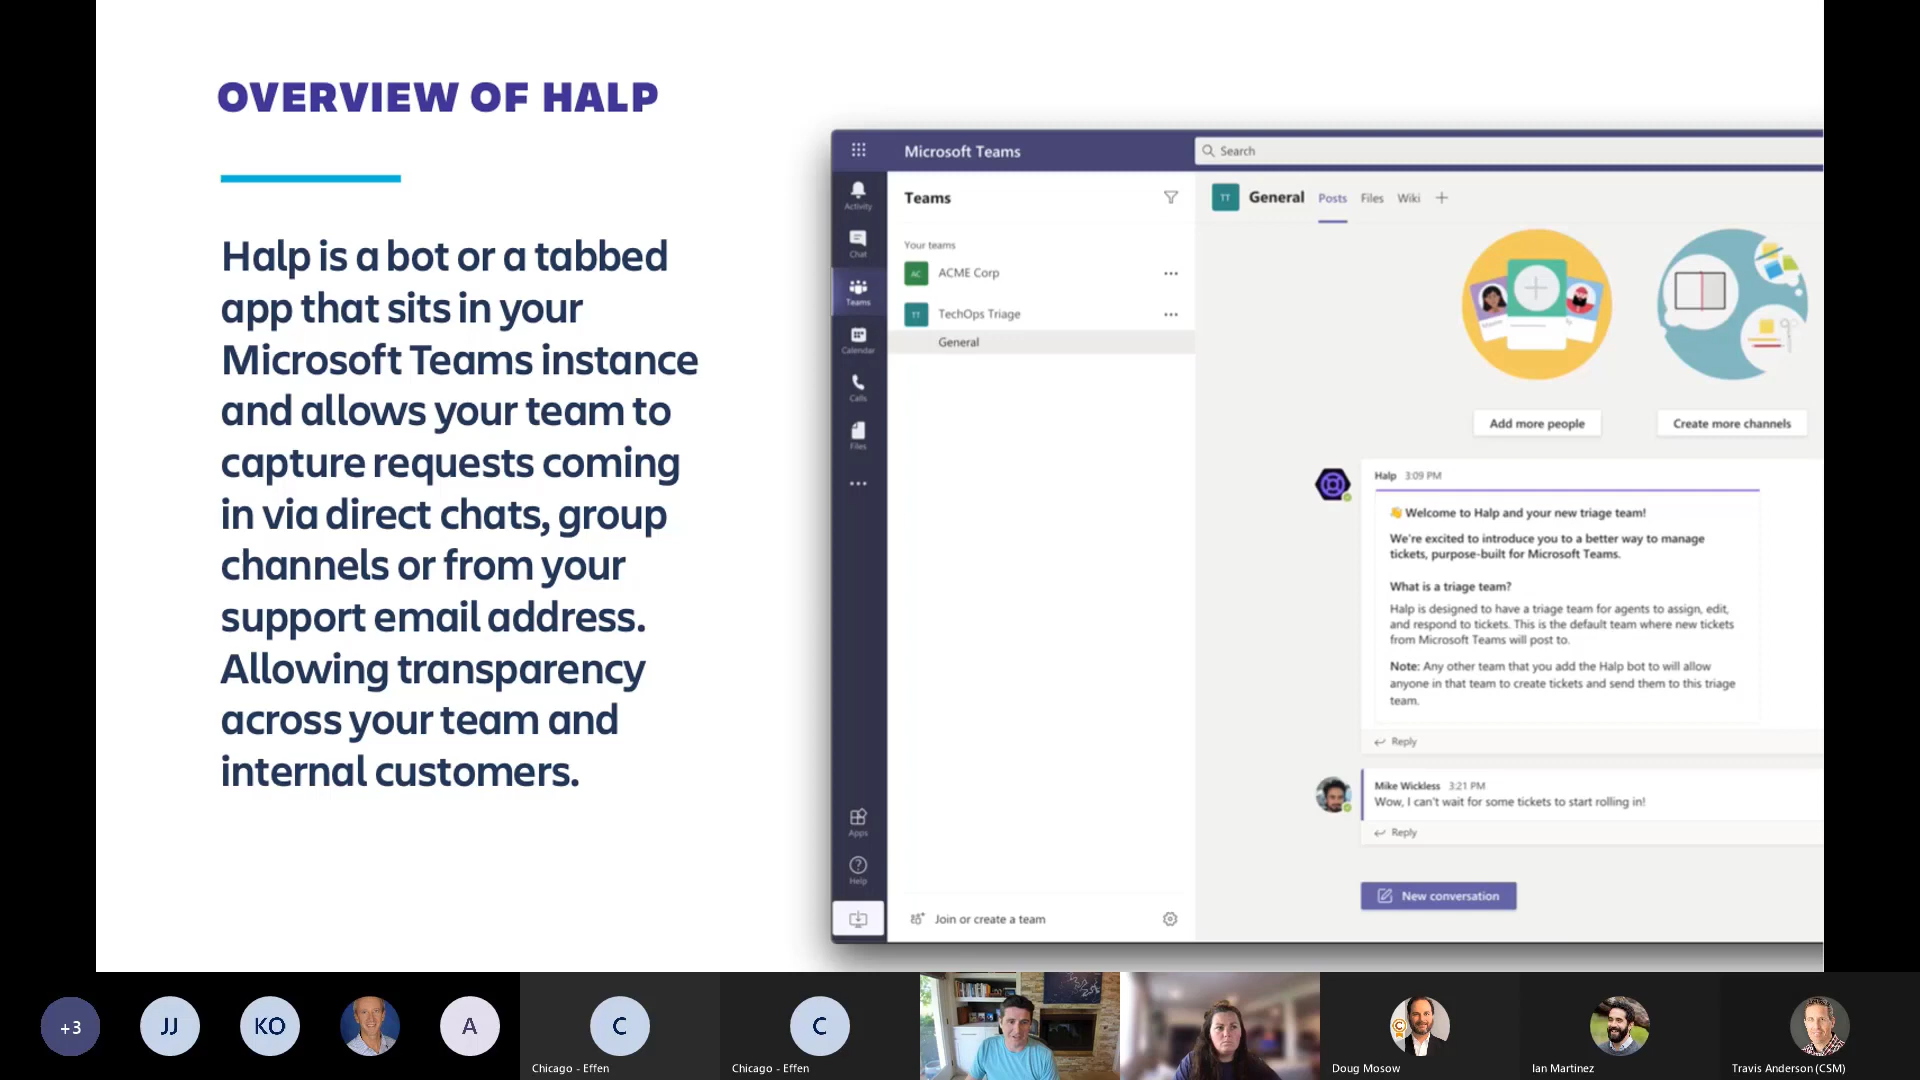 OVERVIEW OF HALP
Halp is a bot or a tabbed
app that sits in your
Microsoft Teams instance
and allows your team to
capture requests coming
in via direct chats, group
channels or from your
support email address.
Allowing transparency
across your team and
internal customers.
Microsoft Teams
Search
Activity
Chat
Teams
Calendar
Calls
Files
Apps
Help
Teams
Your teams
AC ACME Corp
TT TechOps Triage
General
Join or create a team
TT General Posts Files Wiki
Add more people
Create more channels
Halp 3:09 PM
👋 Welcome to Halp and your new triage team!
We're excited to introduce you to a better way to manage
tickets, purpose-built for Microsoft Teams.
What is a triage team?
Halp is designed to have a triage team for agents to assign, edit,
and respond to tickets. This is the default team where new tickets
from Microsoft Teams will post to.
Note: Any other team that you add the Halp bot to will allow
anyone in that team to create tickets and send them to this triage
team.
Reply
Mike Wickless 3:21 PM
Wow, I can't wait for some tickets to start rolling in!
Reply
New conversation
+3
JJ
KO
A
C
Chicago - Effen
C
Chicago - Effen
Doug Mosow
Ian Martinez
Travis Anderson (CSM)